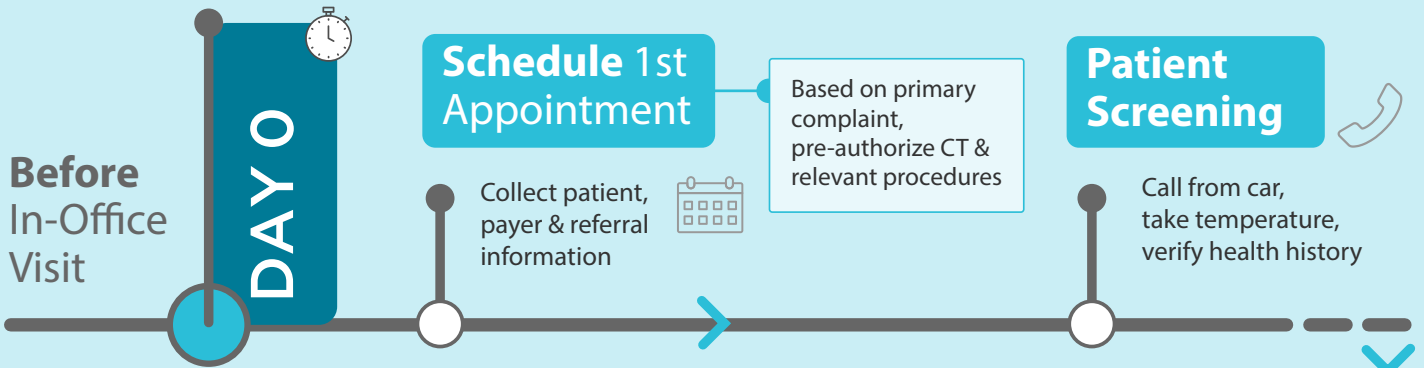 Before
In-Office
Visit
DAY 0
Schedule 1st
Appointment
Collect patient,
payer & referral
information
Based on primary
complaint,
pre-authorize CT &
relevant procedures
Patient
Screening
Call from car,
take temperature,
verify health history